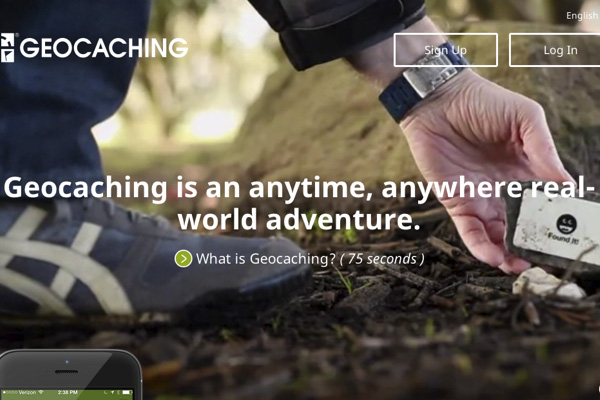 English
GEOCACHING
Sign Up
Log In
Geocaching is an anytime, anywhere real-
world adventure.
What is Geocaching? ( 75 seconds )
Found It!
Verizon
2:38 PM